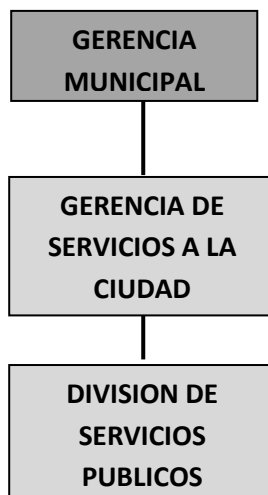 GERENCIA
MUNICIPAL
GERENCIA DE
SERVICIOS A LA
CIUDAD
DIVISION DE
SERVICIOS
PUBLICOS